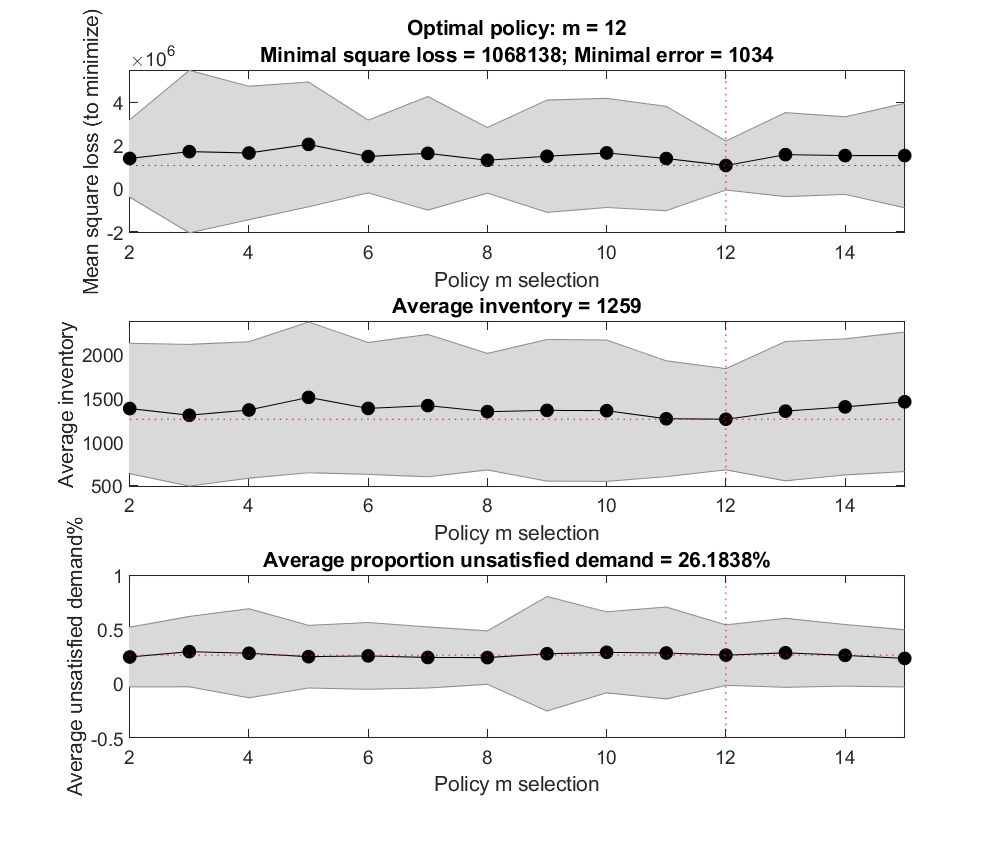 Optimal policy: m = 12
Minimal square loss = 1068138; Minimal error = 1034
×10⁶
Mean square loss (to minimize)
4
2
0
-2
2 4 6 8 10 12 14
Policy m selection
Average inventory = 1259
Average inventory
2000
1500
1000
500
2 4 6 8 10 12 14
Policy m selection
Average proportion unsatisfied demand = 26.1838%
Average unsatisfied demand%
1
0.5
0
-0.5
2 4 6 8 10 12 14
Policy m selection